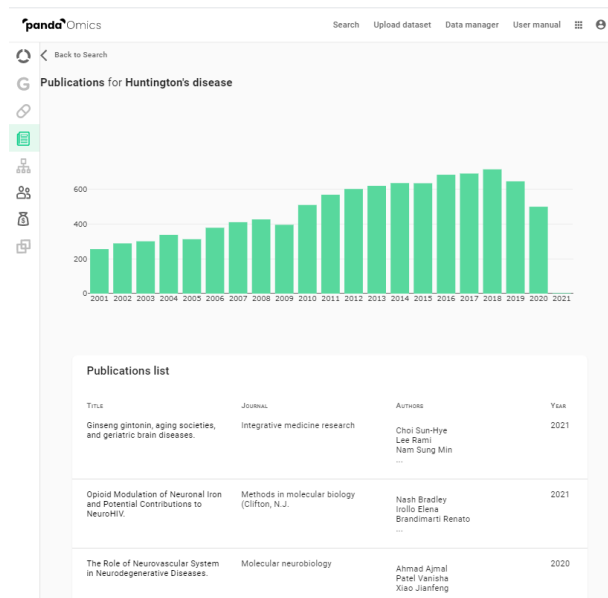 pandaOmics
Search Upload dataset Data manager User manual
Back to Search
G
Publications for Huntington's disease
600
400
200
0
2001 2002 2003 2004 2005 2006 2007 2008 2009 2010 2011 2012 2013 2014 2015 2016 2017 2018 2019 2020 2021
Publications list
Title Journal Authors Year
Ginseng gintonin, aging societies, Integrative medicine research Choi Sun-Hye 2021
and geriatric brain diseases. Lee Rami
Nam Sung Min
...
Opioid Modulation of Neuronal Iron Methods in molecular biology Nash Bradley 2021
and Potential Contributions to (Clifton, N.J. Irollo Elena
NeuroHIV. Brandimarti Renato
...
The Role of Neurovascular System Molecular neurobiology Ahmad Ajmal 2020
in Neurodegenerative Diseases. Patel Vanisha
Xiao Jianfeng